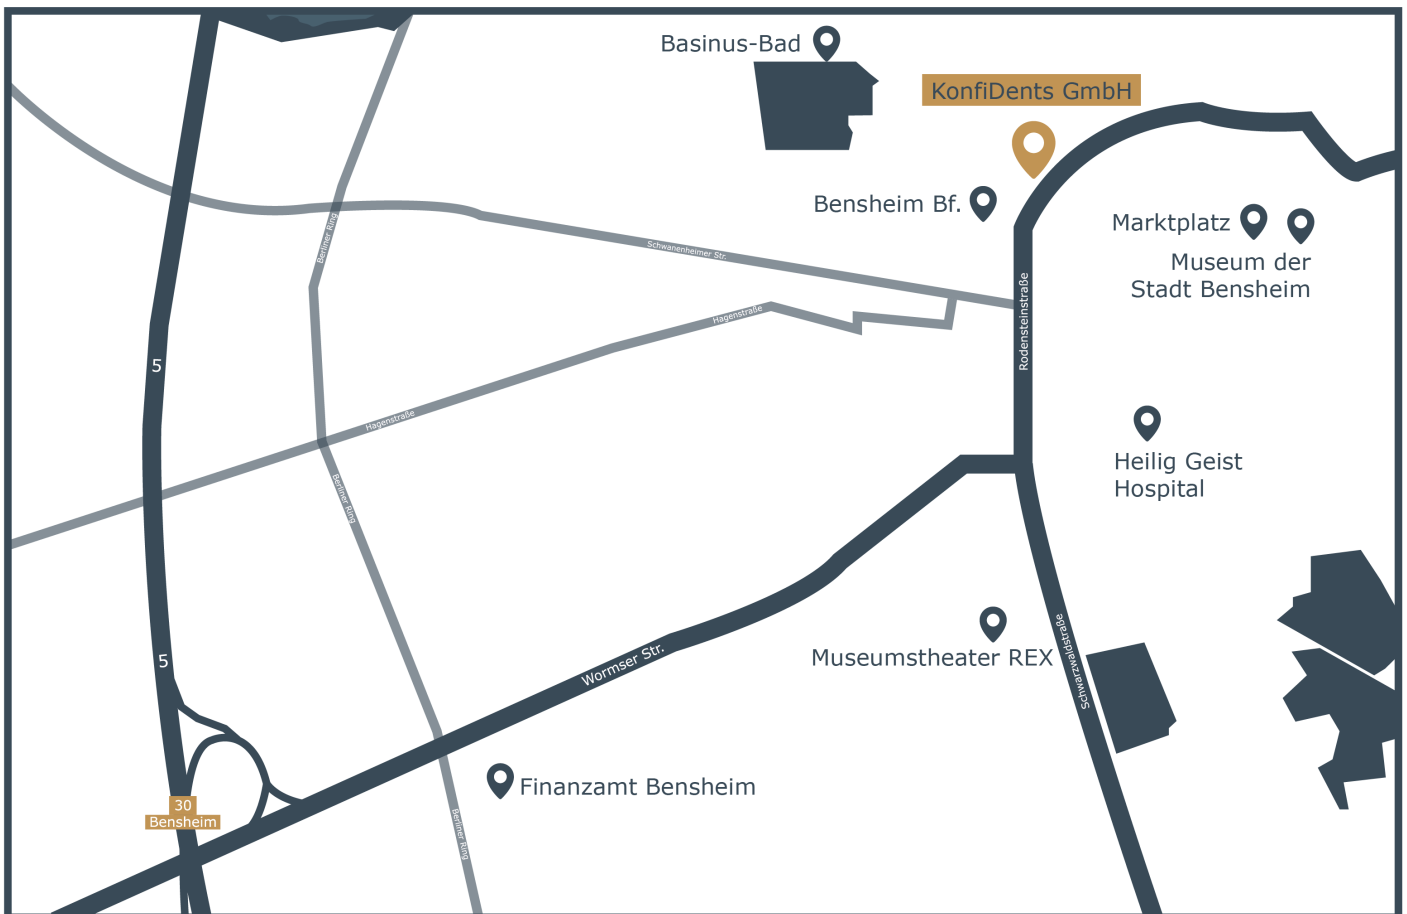 Basinus-Bad
KonfiDents GmbH
Bensheim Bf.
Marktplatz
Museum der
Stadt Bensheim
Berliner Ring
Schwanenheimer Str.
Rodensteinstraße
Hagenstraße
5
Hagenstraße
Heilig Geist
Hospital
Berliner Ring
Museumstheater REX
Schwarzwaldstraße
5
Wormser Str.
Finanzamt Bensheim
30
Bensheim
Berliner Ring